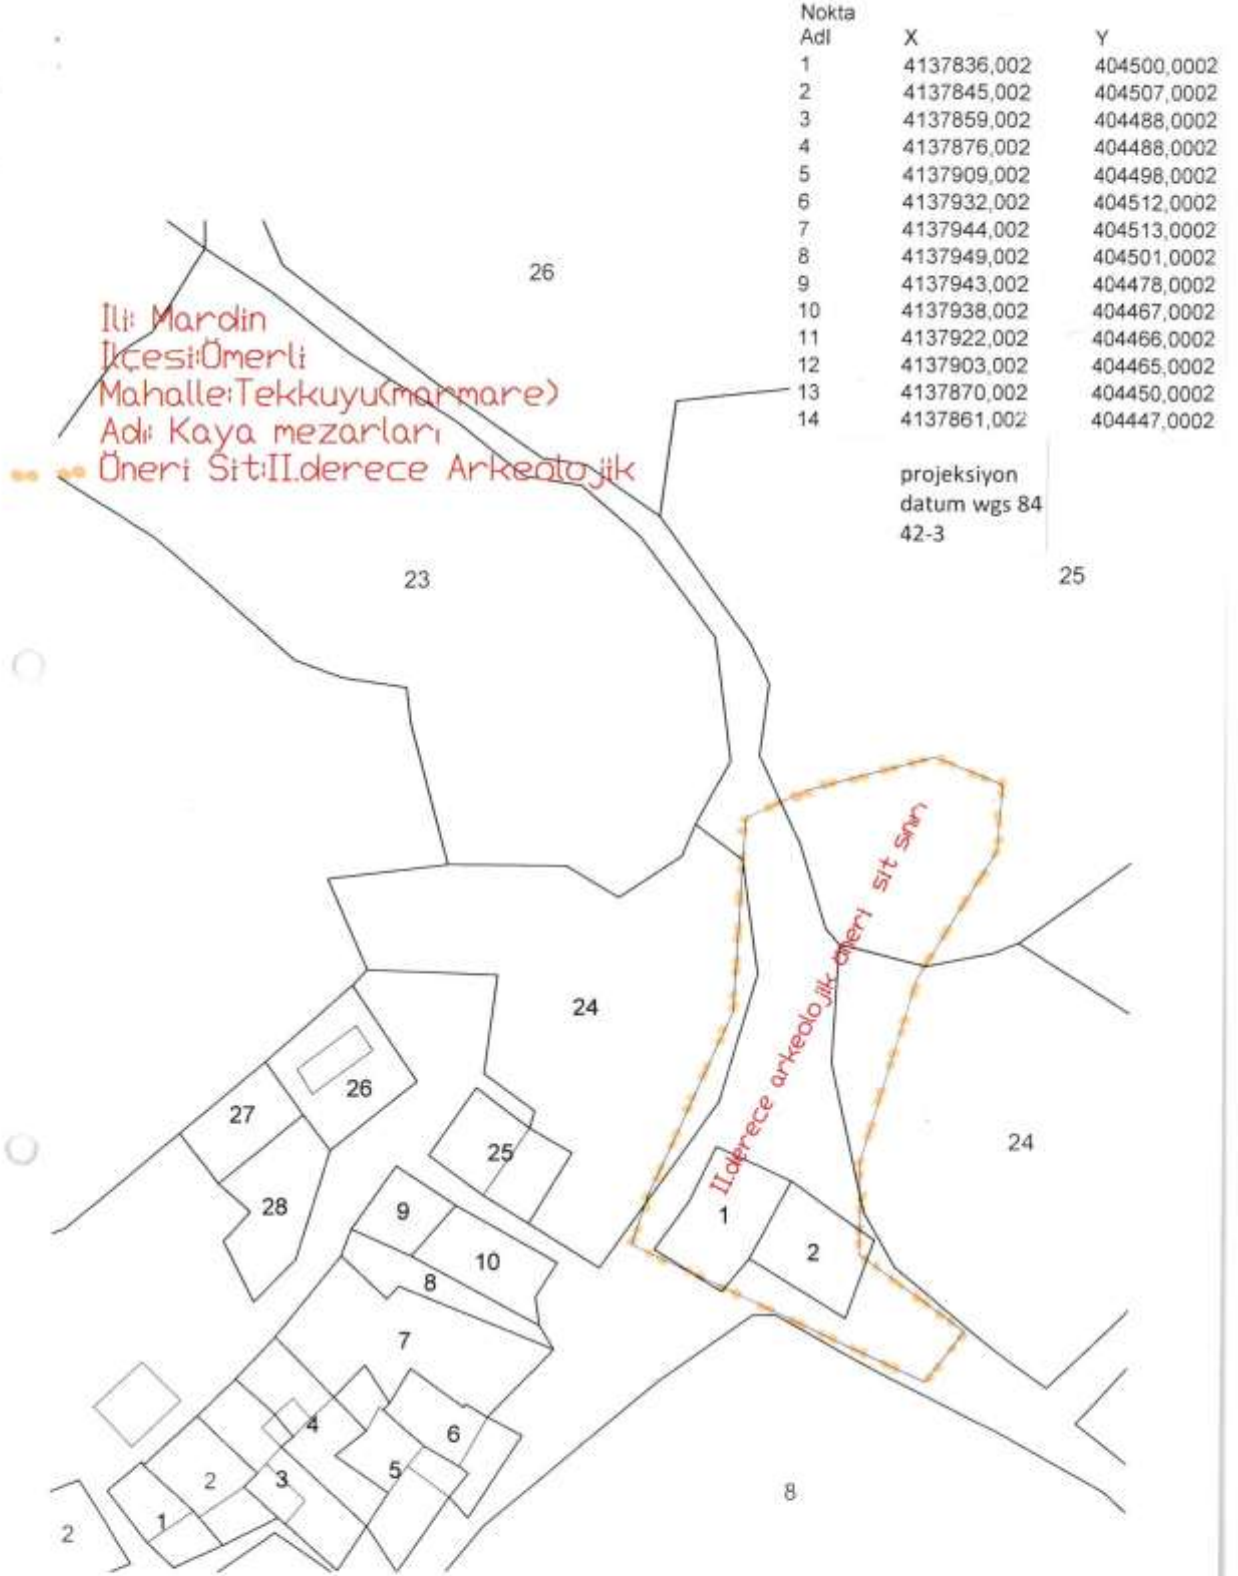 Nokta
Adı X Y
1 4137836,002 404500,0002
2 4137845,002 404507,0002
3 4137859,002 404488,0002
4 4137876,002 404488,0002
5 4137909,002 404498,0002
6 4137932,002 404512,0002
7 4137944,002 404513,0002
8 4137949,002 404501,0002
9 4137943,002 404478,0002
10 4137938,002 404467,0002
11 4137922,002 404466,0002
12 4137903,002 404465,0002
13 4137870,002 404450,0002
14 4137861,002 404447,0002
projeksiyon
datum wgs 84
42-3
26
İli: Mardin
İlçesi:Ömerli
Mahalle:Tekkuyu(marmare)
Adı: Kaya mezarları
Öneri Sit:II.derece Arkeolojik
23
25
II.derece arkeolojik öneri sit sınırı
24
26
27
25
24
28
9
1
2
10
8
7
4
6
5
2
3
8
1
2